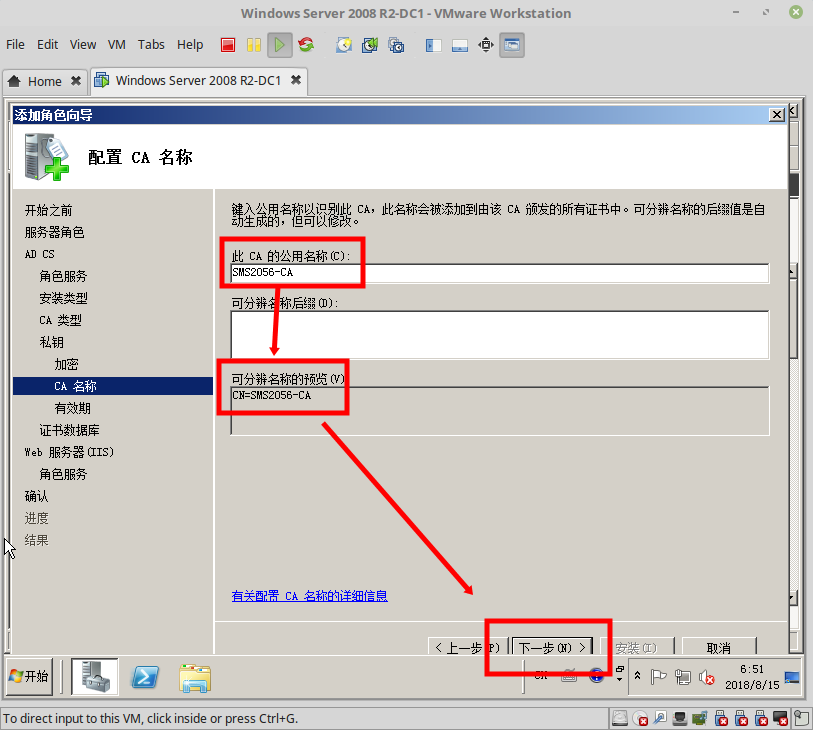 Windows Server 2008 R2-DC1 - VMware Workstation
File Edit View VM Tabs Help
Home Windows Server 2008 R2-DC1
添加角色向导
配置 CA 名称
开始之前
服务器角色
AD CS
角色服务
安装类型
CA 类型
私钥
加密
CA 名称
有效期
证书数据库
Web 服务器(IIS)
角色服务
确认
进度
结果
键入公用名称以识别此 CA，此名称会被添加到由该 CA 颁发的所有证书中。可分辨名称的后缀值是自
动生成的，但可以修改。
此 CA 的公用名称(C):
SMS2056-CA
可分辨名称后缀(D):
可分辨名称的预览(V)
CN=SMS2056-CA
有关配置 CA 名称的详细信息
< 上一步(P) 下一步(N) > 安装(I) 取消
开始
6:51
2018/8/15
To direct input to this VM, click inside or press Ctrl+G.